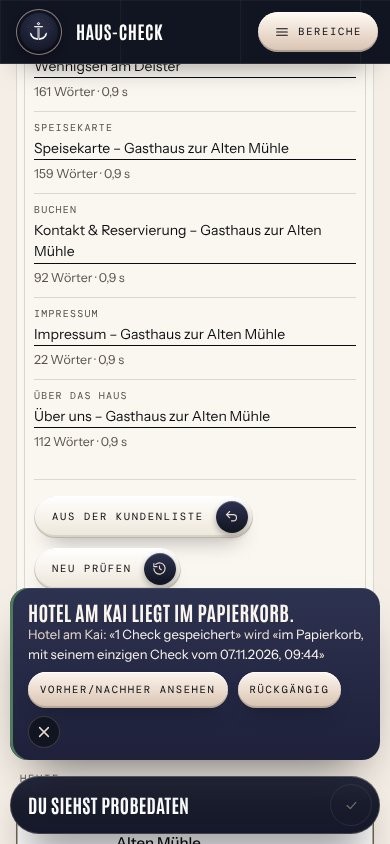 HAUS-CHECK
BEREICHE
Wennigsen am Deister
161 Wörter · 0,9 s
SPEISEKARTE
Speisekarte – Gasthaus zur Alten Mühle
159 Wörter · 0,9 s
BUCHEN
Kontakt & Reservierung – Gasthaus zur Alten
Mühle
92 Wörter · 0,9 s
IMPRESSUM
Impressum – Gasthaus zur Alten Mühle
22 Wörter · 0,9 s
ÜBER DAS HAUS
Über uns – Gasthaus zur Alten Mühle
112 Wörter · 0,9 s
AUS DER KUNDENLISTE
NEU PRÜFEN
HOTEL AM KAI LIEGT IM PAPIERKORB.
Hotel am Kai: «1 Check gespeichert» wird «im Papierkorb,
mit seinem einzigen Check vom 07.11.2026, 09:44»
VORHER/NACHHER ANSEHEN
RÜCKGÄNGIG
HEUTE
DU SIEHST PROBEDATEN
Alten Mühle